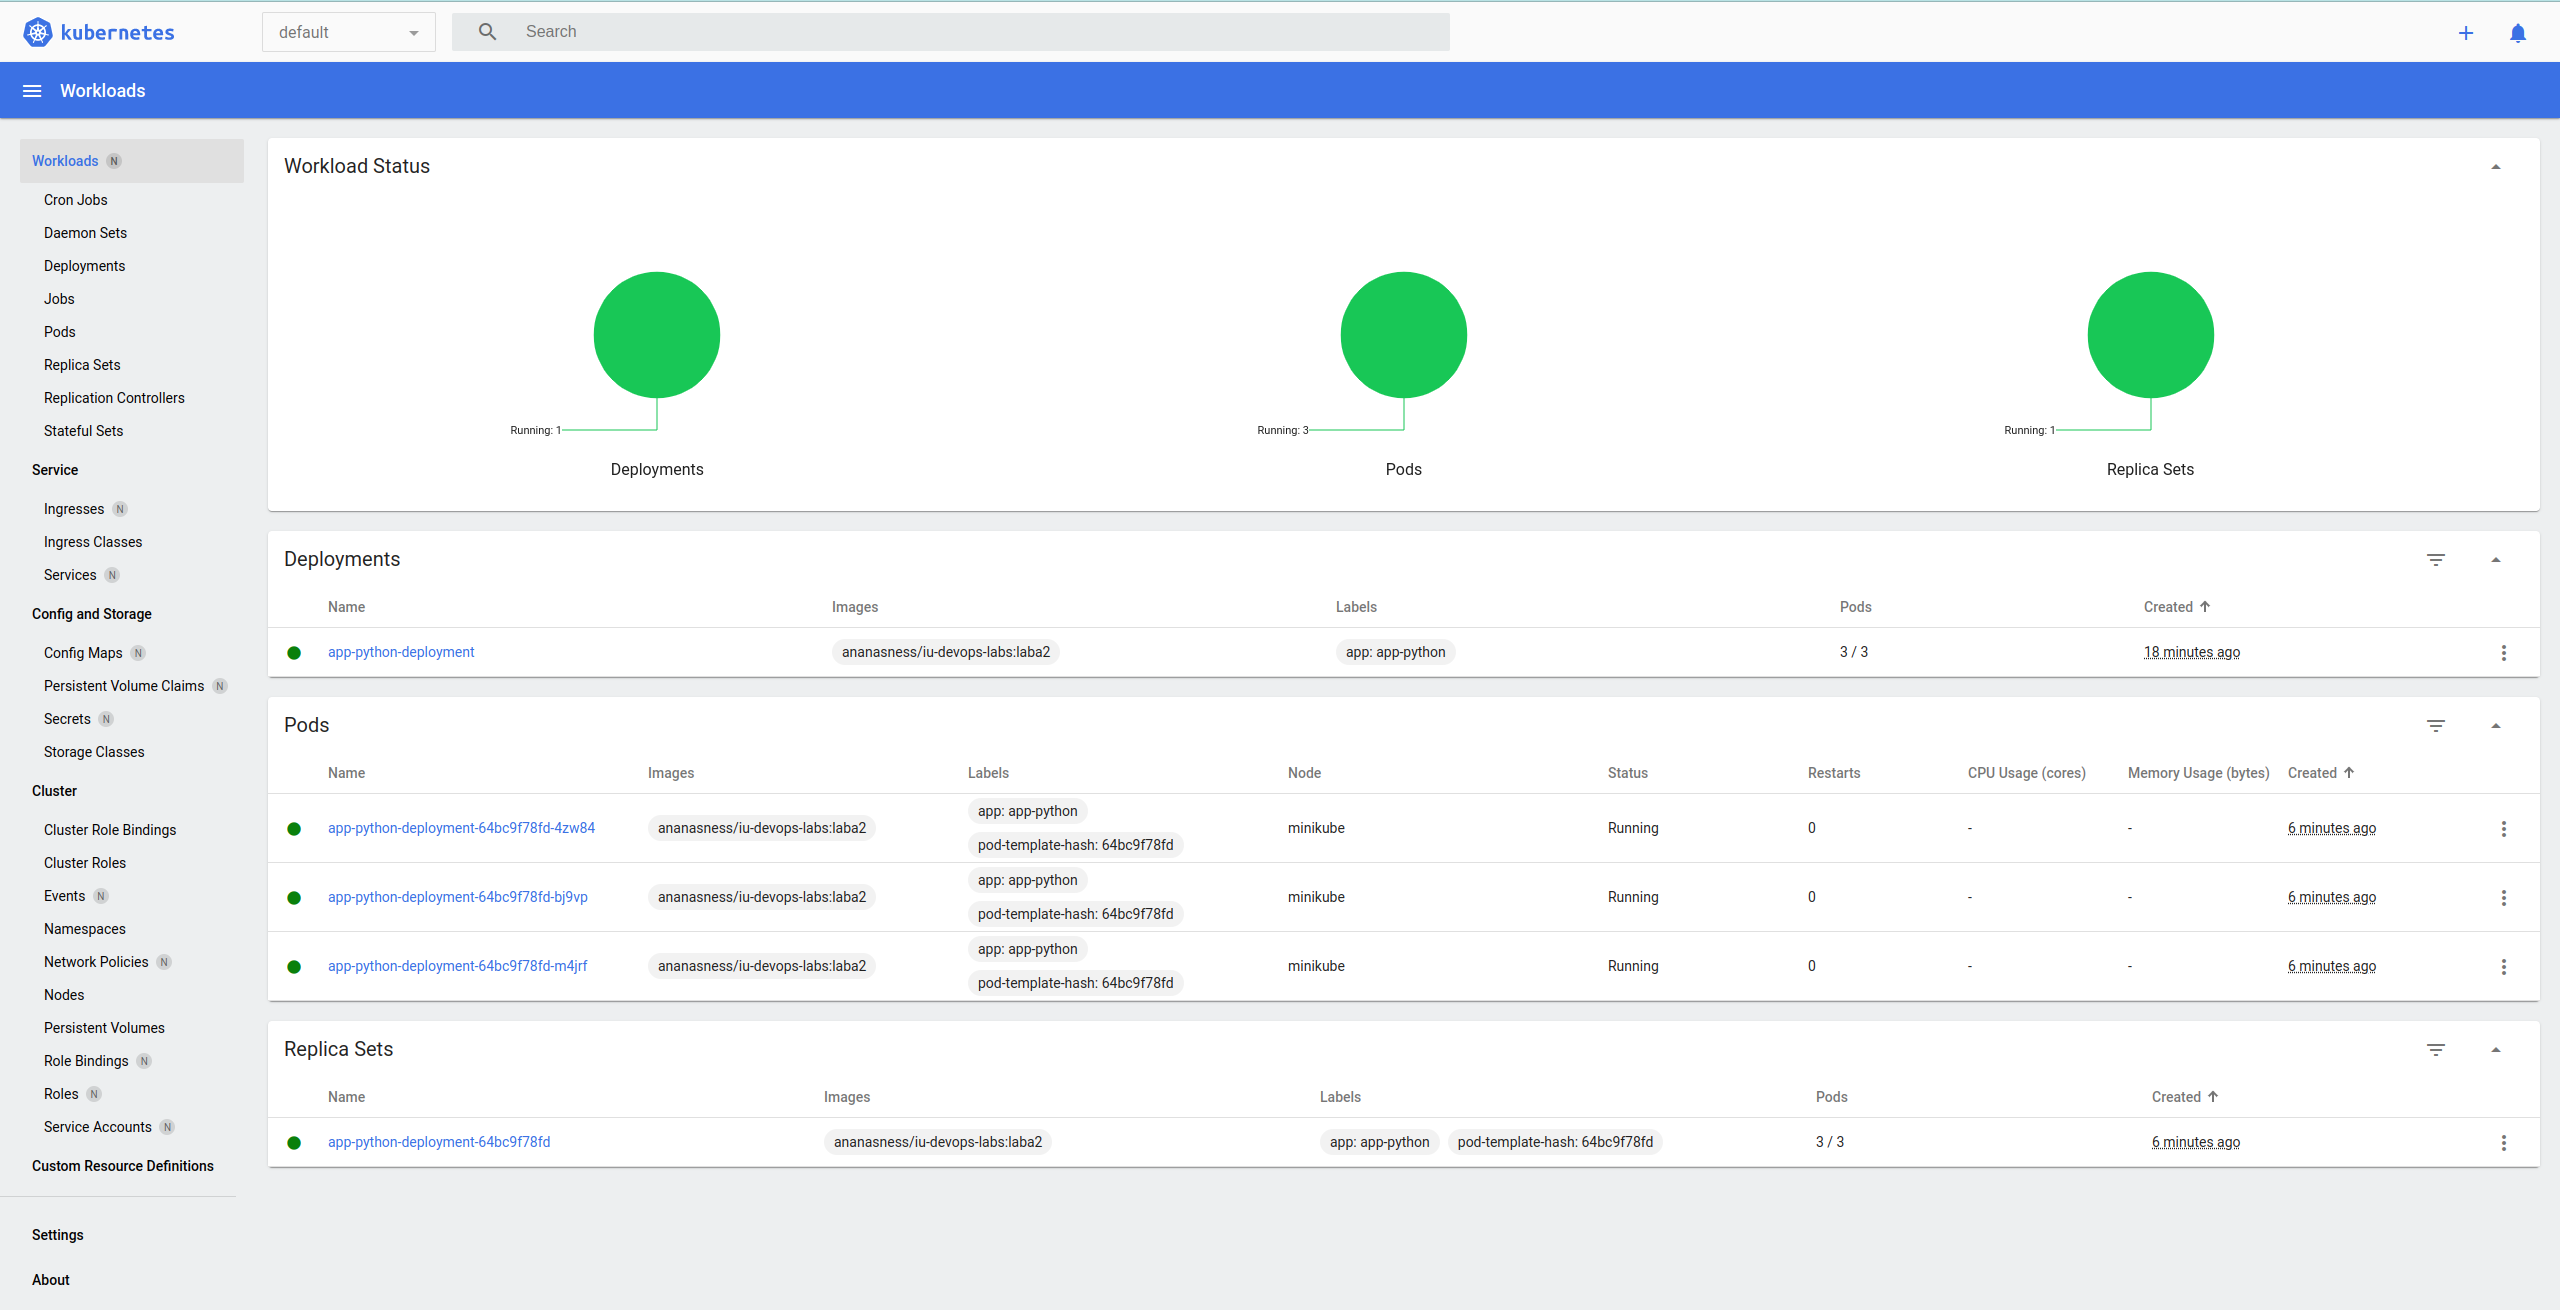 kubernetes
default
Search
Workloads
Workloads N
Cron Jobs
Daemon Sets
Deployments
Jobs
Pods
Replica Sets
Replication Controllers
Stateful Sets
Service
Ingresses N
Ingress Classes
Services N
Config and Storage
Config Maps N
Persistent Volume Claims N
Secrets N
Storage Classes
Cluster
Cluster Role Bindings
Cluster Roles
Events N
Namespaces
Network Policies N
Nodes
Persistent Volumes
Role Bindings N
Roles N
Service Accounts N
Custom Resource Definitions
Settings
About
Workload Status
Running: 1
Deployments
Running: 3
Pods
Running: 1
Replica Sets
Deployments
Name Images Labels Pods Created
app-python-deployment ananasness/iu-devops-labs:laba2 app: app-python 3 / 3 18 minutes ago
Pods
Name Images Labels Node Status Restarts CPU Usage (cores) Memory Usage (bytes) Created
app: app-python
app-python-deployment-64bc9f78fd-4zw84 ananasness/iu-devops-labs:laba2 minikube Running 0 - - 6 minutes ago
pod-template-hash: 64bc9f78fd
app: app-python
app-python-deployment-64bc9f78fd-bj9vp ananasness/iu-devops-labs:laba2 minikube Running 0 - - 6 minutes ago
pod-template-hash: 64bc9f78fd
app: app-python
app-python-deployment-64bc9f78fd-m4jrf ananasness/iu-devops-labs:laba2 minikube Running 0 - - 6 minutes ago
pod-template-hash: 64bc9f78fd
Replica Sets
Name Images Labels Pods Created
app-python-deployment-64bc9f78fd ananasness/iu-devops-labs:laba2 app: app-python pod-template-hash: 64bc9f78fd 3 / 3 6 minutes ago